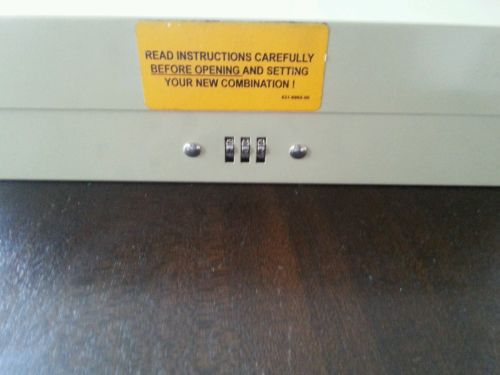 READ INSTRUCTIONS CAREFULLY
BEFORE OPENING AND SETTING
YOUR NEW COMBINATION !